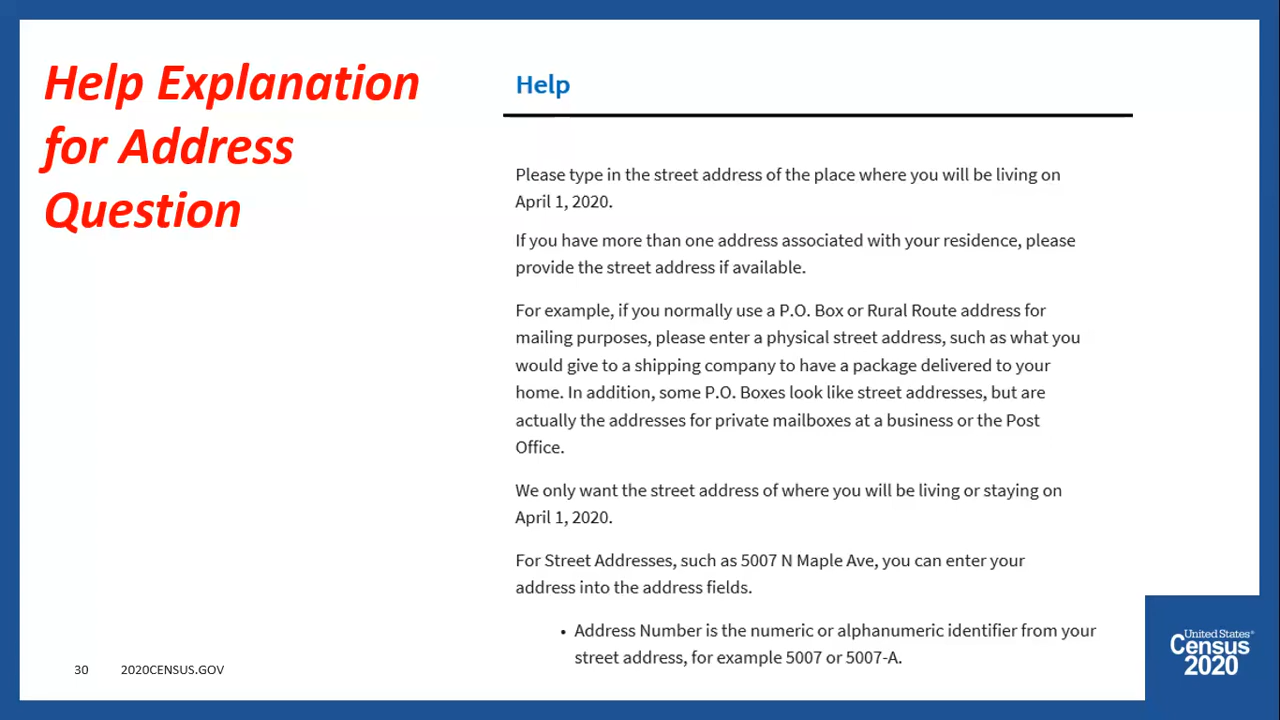 Help Explanation
for Address
Question
Help
Please type in the street address of the place where you will be living on
April 1, 2020.
If you have more than one address associated with your residence, please
provide the street address if available.
For example, if you normally use a P.O. Box or Rural Route address for
mailing purposes, please enter a physical street address, such as what you
would give to a shipping company to have a package delivered to your
home. In addition, some P.O. Boxes look like street addresses, but are
actually the addresses for private mailboxes at a business or the Post
Office.
We only want the street address of where you will be living or staying on
April 1, 2020.
For Street Addresses, such as 5007 N Maple Ave, you can enter your
address into the address fields.
• Address Number is the numeric or alphanumeric identifier from your
street address, for example 5007 or 5007-A.
30 2020CENSUS.GOV
United States®
Census
2020